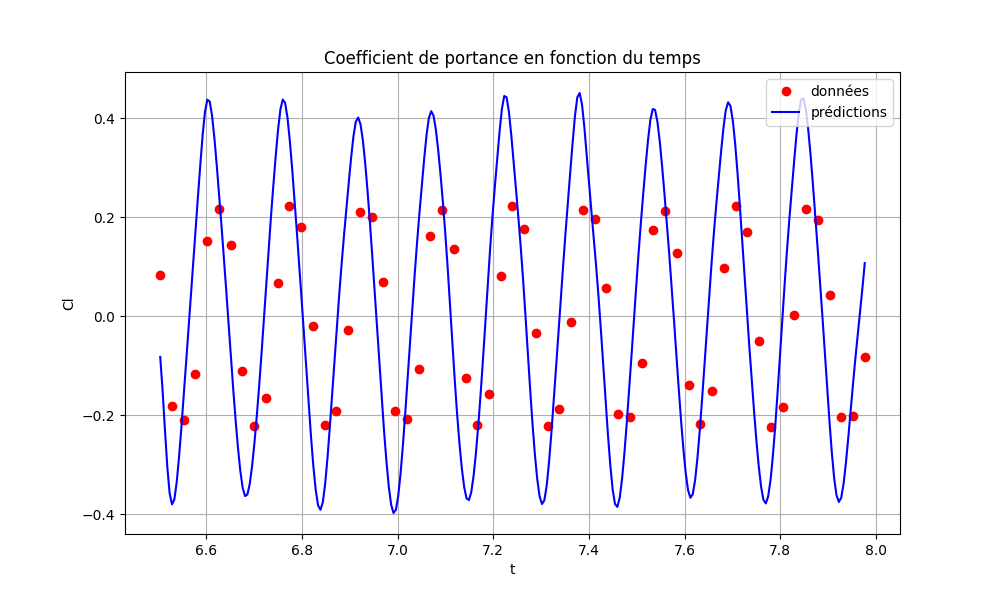 Coefficient de portance en fonction du temps
données
prédictions
Cl
0.4
0.2
0.0
−0.2
−0.4
6.6 6.8 7.0 7.2 7.4 7.6 7.8 8.0
t